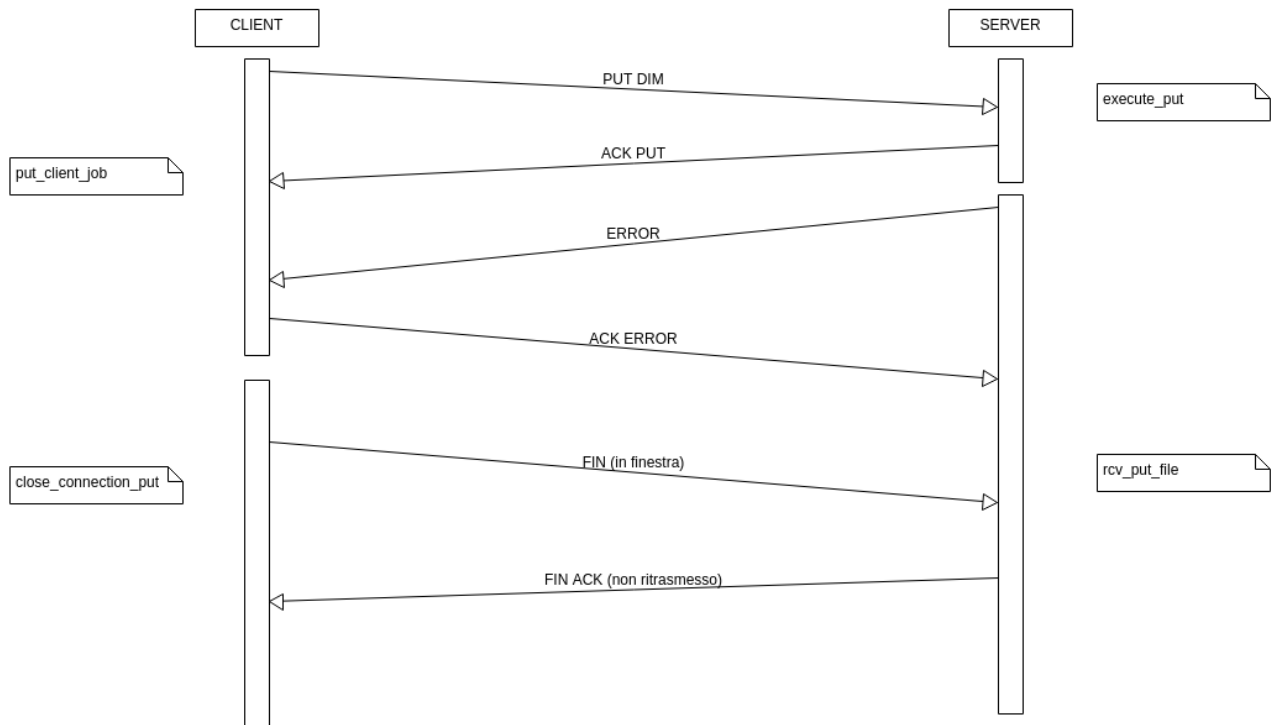 CLIENT
SERVER
PUT DIM
execute_put
ACK PUT
put_client_job
ERROR
ACK ERROR
FIN (in finestra)
close_connection_put
rcv_put_file
FIN ACK (non ritrasmesso)